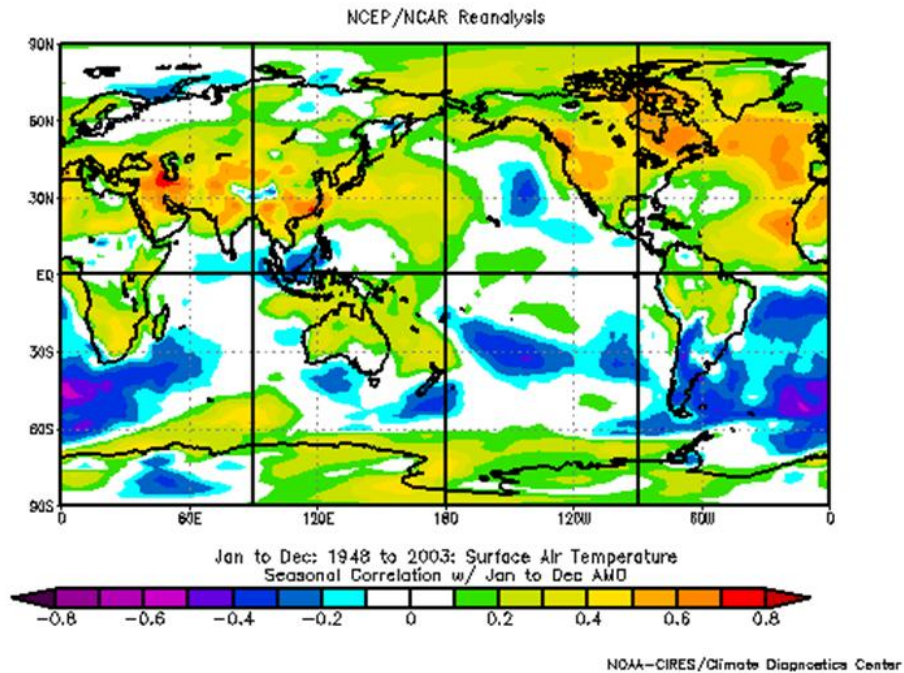 NCEP/NCAR Reanalysis
90N
60N
30N
EQ
30S
60S
90S
0 60E 120E 180 120W 60W 0
Jan to Dec: 1948 to 2003: Surface Air Temperature
Seasonal Correlation w/ Jan to Dec AMO
-0.8 -0.6 -0.4 -0.2 0 0.2 0.4 0.6 0.8
NOAA-CIRES/Climate Diagnostics Center